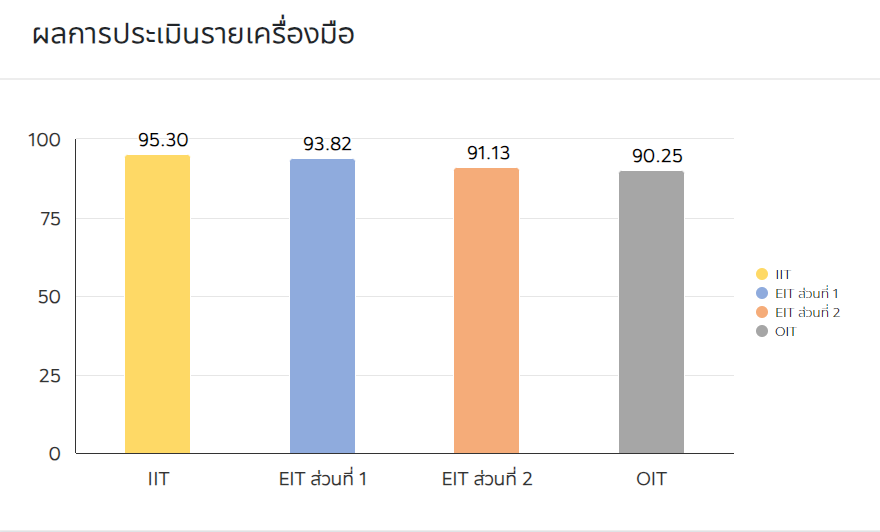 ผลการประเมินรายเครื่องมือ
100
75
50
25
0
95.30
93.82
91.13
90.25
IIT
EIT ส่วนที่ 1
EIT ส่วนที่ 2
OIT
IIT
EIT ส่วนที่ 1
EIT ส่วนที่ 2
OIT